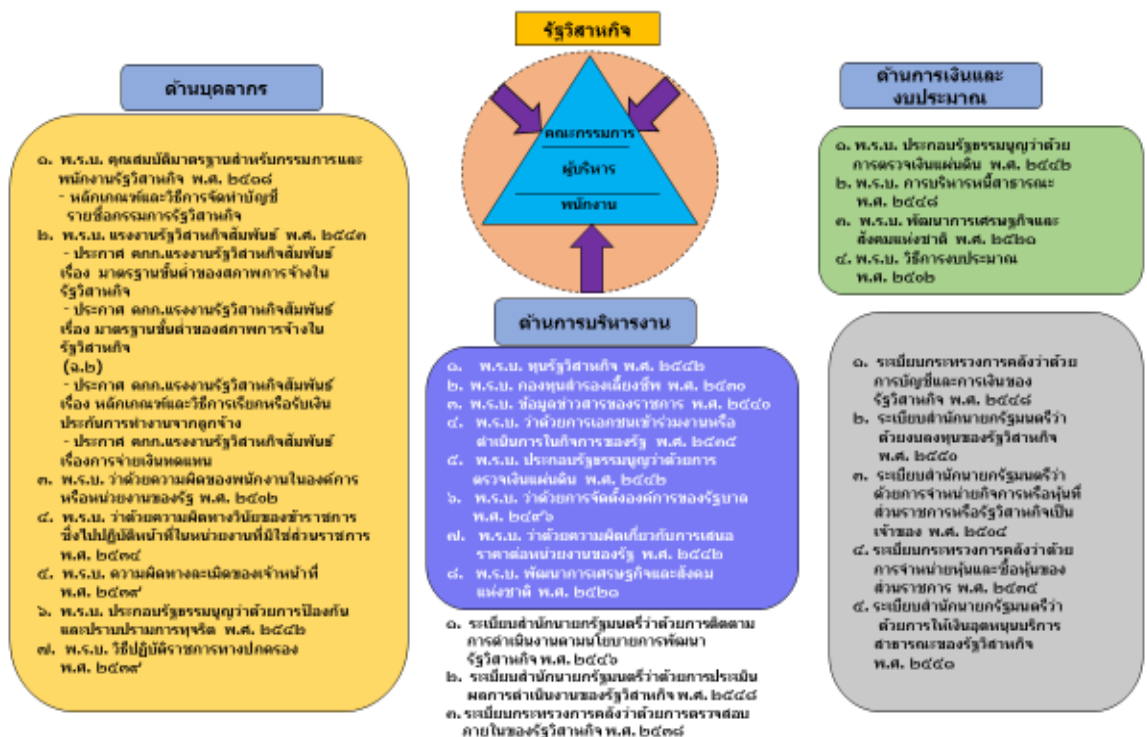 รัฐวิสาหกิจ
คณะกรรมการ
ผู้บริหาร
พนักงาน
ด้านบุคลากร
๑. พ.ร.บ. คุณสมบัติมาตรฐานสำหรับกรรมการและ
พนักงานรัฐวิสาหกิจ พ.ศ. ๒๕๑๘
- หลักเกณฑ์และวิธีการจัดทำบัญชี
รายชื่อกรรมการรัฐวิสาหกิจ
๒. พ.ร.บ. แรงงานรัฐวิสาหกิจสัมพันธ์ พ.ศ. ๒๕๔๓
- ประกาศ คกก.แรงงานรัฐวิสาหกิจสัมพันธ์
เรื่อง มาตรฐานขั้นต่ำของสภาพการจ้างใน
รัฐวิสาหกิจ
- ประกาศ คกก.แรงงานรัฐวิสาหกิจสัมพันธ์
เรื่อง มาตรฐานขั้นต่ำของสภาพการจ้างใน
รัฐวิสาหกิจ
(ฉ.๒)
- ประกาศ คกก.แรงงานรัฐวิสาหกิจสัมพันธ์
เรื่อง หลักเกณฑ์และวิธีการเรียกหรือรับเงิน
ประกันการทำงานจากลูกจ้าง
- ประกาศ คกก.แรงงานรัฐวิสาหกิจสัมพันธ์
เรื่องการจ่ายเงินทดแทน
๓. พ.ร.บ. ว่าด้วยความผิดของพนักงานในองค์การ
หรือหน่วยงานของรัฐ พ.ศ. ๒๕๐๒
๔. พ.ร.บ. ว่าด้วยความผิดทางวินัยของข้าราชการ
ซึ่งไปปฏิบัติหน้าที่ในหน่วยงานที่มิใช่ส่วนราชการ
พ.ศ. ๒๕๓๔
๕. พ.ร.บ. ความผิดทางละเมิดของเจ้าหน้าที่
พ.ศ. ๒๕๓๙
๖. พ.ร.บ. ประกอบรัฐธรรมนูญว่าด้วยการป้องกัน
และปราบปรามการทุจริต พ.ศ. ๒๕๔๒
๗. พ.ร.บ. วิธีปฏิบัติราชการทางปกครอง
พ.ศ. ๒๕๓๙
ด้านการบริหารงาน
๑. พ.ร.บ. ทุนรัฐวิสาหกิจ พ.ศ. ๒๕๔๒
๒. พ.ร.บ. กองทุนสำรองเลี้ยงชีพ พ.ศ. ๒๕๓๐
๓. พ.ร.บ. ข้อมูลข่าวสารของราชการ พ.ศ. ๒๕๔๐
๔. พ.ร.บ. ว่าด้วยการเอกชนเข้าร่วมงานหรือ
ดำเนินการในกิจการของรัฐ พ.ศ. ๒๕๓๕
๕. พ.ร.บ. ประกอบรัฐธรรมนูญว่าด้วยการ
ตรวจเงินแผ่นดิน พ.ศ. ๒๕๔๒
๖. พ.ร.บ. ว่าด้วยการจัดตั้งองค์การของรัฐบาล
พ.ศ. ๒๔๙๖
๗. พ.ร.บ. ว่าด้วยความผิดเกี่ยวกับการเสนอ
ราคาต่อหน่วยงานของรัฐ พ.ศ. ๒๕๔๒
๘. พ.ร.บ. พัฒนาการเศรษฐกิจและสังคม
แห่งชาติ พ.ศ. ๒๕๒๑
๑. ระเบียบสำนักนายกรัฐมนตรีว่าด้วยการติดตาม
การดำเนินงานตามนโยบายการพัฒนา
รัฐวิสาหกิจ พ.ศ. ๒๕๔๖
๒. ระเบียบสำนักนายกรัฐมนตรีว่าด้วยการประเมิน
ผลการดำเนินงานของรัฐวิสาหกิจ พ.ศ. ๒๕๔๘
๓. ระเบียบกระทรวงการคลังว่าด้วยการตรวจสอบ
ภายในของรัฐวิสาหกิจ พ.ศ. ๒๕๓๘
ด้านการเงินและ
งบประมาณ
๑. พ.ร.บ. ประกอบรัฐธรรมนูญว่าด้วย
การตรวจเงินแผ่นดิน พ.ศ. ๒๕๔๒
๒. พ.ร.บ. การบริหารหนี้สาธารณะ
พ.ศ. ๒๕๔๘
๓. พ.ร.บ. พัฒนาการเศรษฐกิจและ
สังคมแห่งชาติ พ.ศ. ๒๕๒๑
๔. พ.ร.บ. วิธีการงบประมาณ
พ.ศ. ๒๕๐๒
๑. ระเบียบกระทรวงการคลังว่าด้วย
การบัญชีและการเงินของ
รัฐวิสาหกิจ พ.ศ. ๒๕๔๘
๒. ระเบียบสำนักนายกรัฐมนตรีว่า
ด้วยงบลงทุนของรัฐวิสาหกิจ
พ.ศ. ๒๕๕๐
๓. ระเบียบสำนักนายกรัฐมนตรีว่า
ด้วยการจำหน่ายกิจการหรือหุ้นที่
ส่วนราชการหรือรัฐวิสาหกิจเป็น
เจ้าของ พ.ศ. ๒๕๐๔
๔. ระเบียบกระทรวงการคลังว่าด้วย
การจำหน่ายหุ้นและซื้อหุ้นของ
ส่วนราชการ พ.ศ. ๒๕๓๕
๕. ระเบียบสำนักนายกรัฐมนตรีว่า
ด้วยการให้เงินอุดหนุนบริการ
สาธารณะของรัฐวิสาหกิจ
พ.ศ. ๒๕๕๑